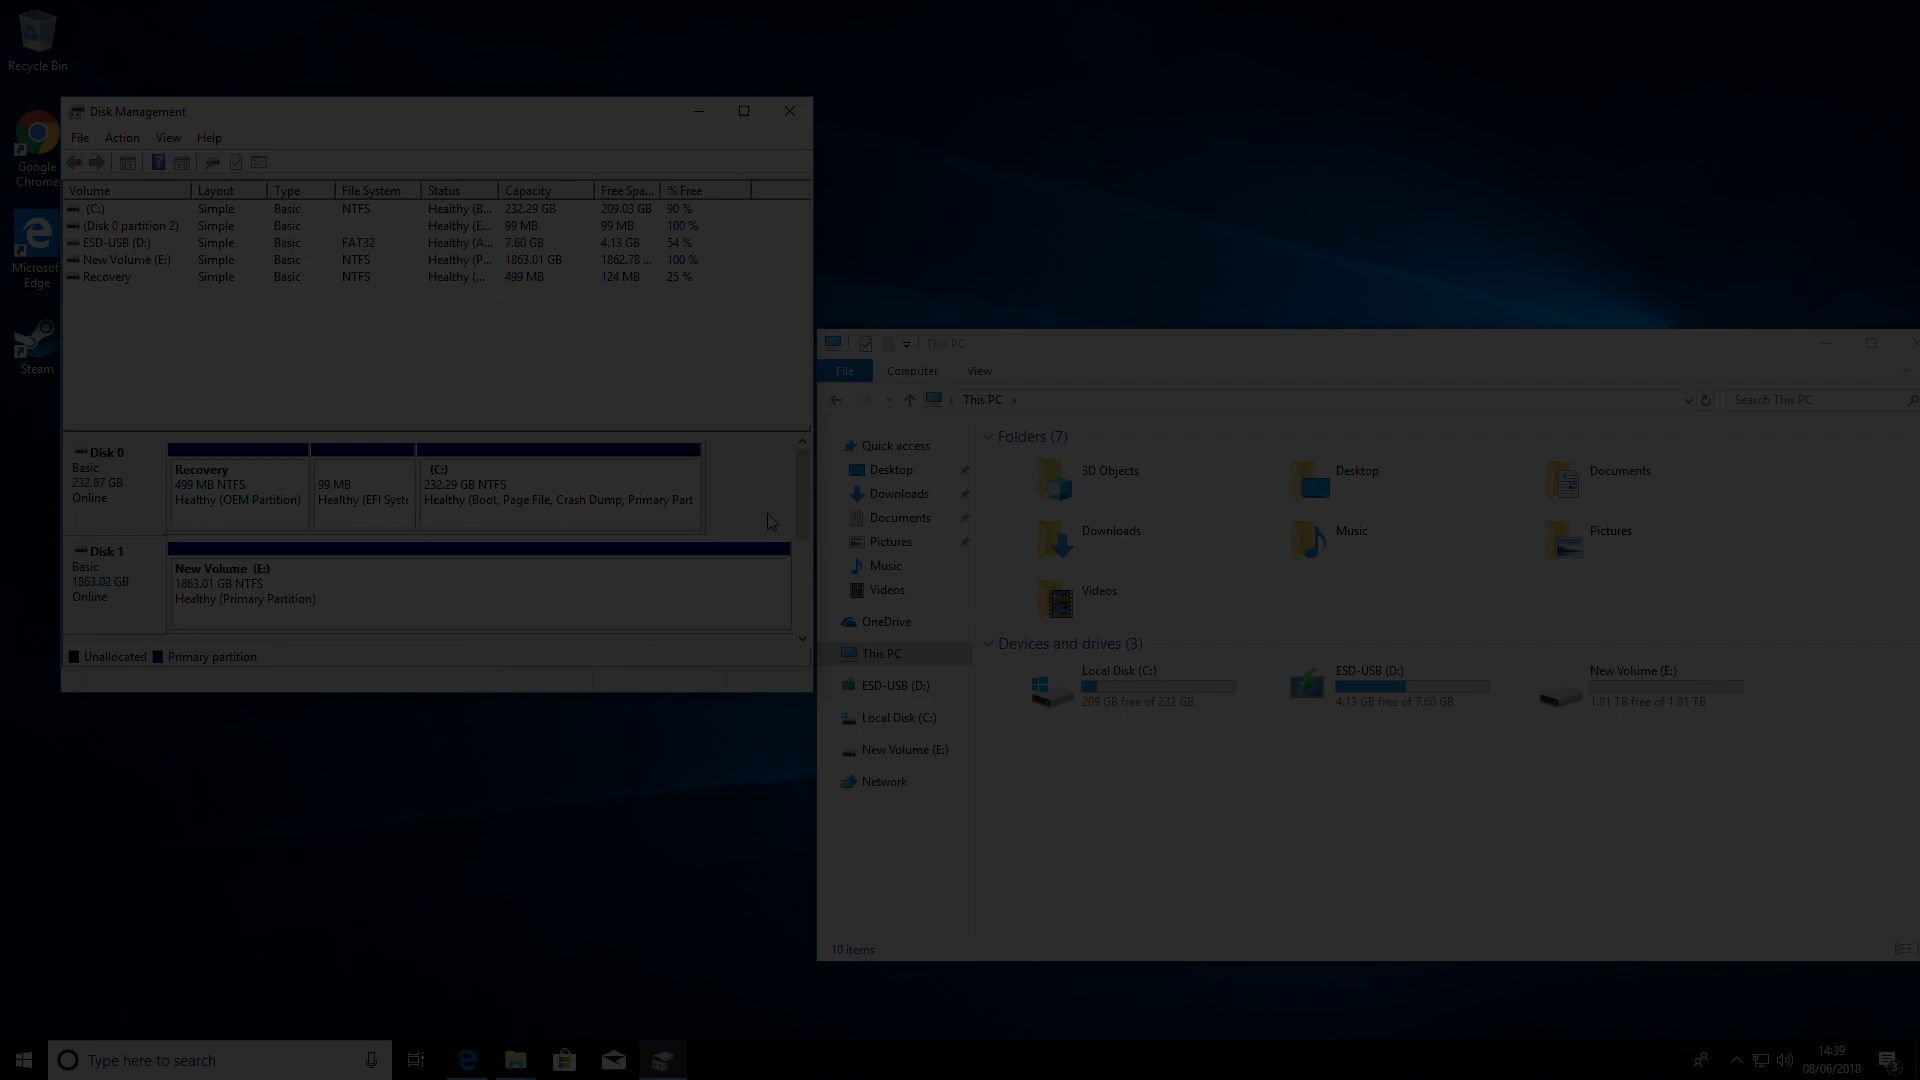 Recycle Bin
Google
Chrome
Microsof
Edge
Steam
Disk Management
File Action View Help
Volume Layout Type File System Status Capacity Free Spa... % Free
(C:) Simple Basic NTFS Healthy (B... 232.29 GB 209.03 GB 90 %
(Disk 0 partition 2) Simple Basic Healthy (E... 99 MB 99 MB 100 %
ESD-USB (D:) Simple Basic FAT32 Healthy (A... 7.60 GB 4.13 GB 54 %
New Volume (E:) Simple Basic NTFS Healthy (P... 1863.01 GB 1862.78 ... 100 %
Recovery Simple Basic NTFS Healthy (... 499 MB 124 MB 25 %
Disk 0
Basic
232.87 GB
Online
Recovery
499 MB NTFS
Healthy (OEM Partition)
99 MB
Healthy (EFI Syste
(C:)
232.29 GB NTFS
Healthy (Boot, Page File, Crash Dump, Primary Part
Disk 1
Basic
1863.02 GB
Online
New Volume (E:)
1863.01 GB NTFS
Healthy (Primary Partition)
Unallocated Primary partition
This PC
File Computer View
This PC
Search This PC
Quick access
Desktop
Downloads
Documents
Pictures
Music
Videos
OneDrive
This PC
ESD-USB (D:)
Local Disk (C:)
New Volume (E:)
Network
Folders (7)
3D Objects Desktop Documents
Downloads Music Pictures
Videos
Devices and drives (3)
Local Disk (C:)
209 GB free of 232 GB
ESD-USB (D:)
4.13 GB free of 7.60 GB
New Volume (E:)
1.81 TB free of 1.81 TB
10 items
Type here to search
14:39
08/06/2018
3